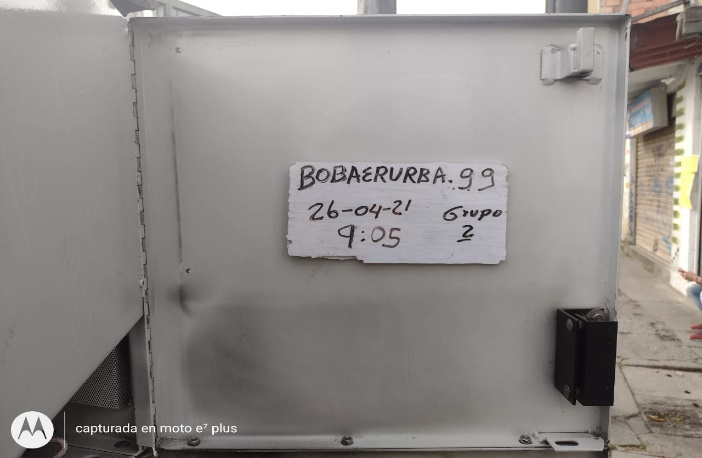 BOBAERURBA.99
26-04-21 Grupo
9:05 2
capturada en moto e⁷ plus